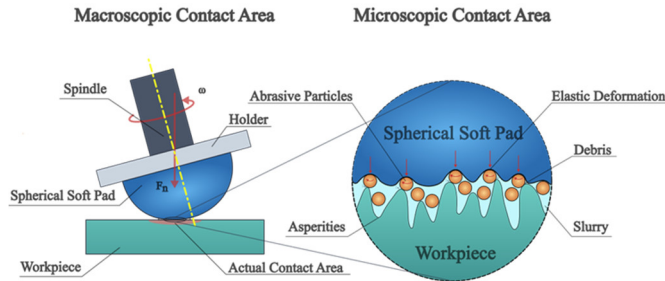 Macroscopic Contact Area
Microscopic Contact Area
Spindle
ω
Holder
Spherical Soft Pad
Fn
Workpiece
Actual Contact Area
Abrasive Particles
Elastic Deformation
Spherical Soft Pad
Debris
Asperities
Slurry
Workpiece